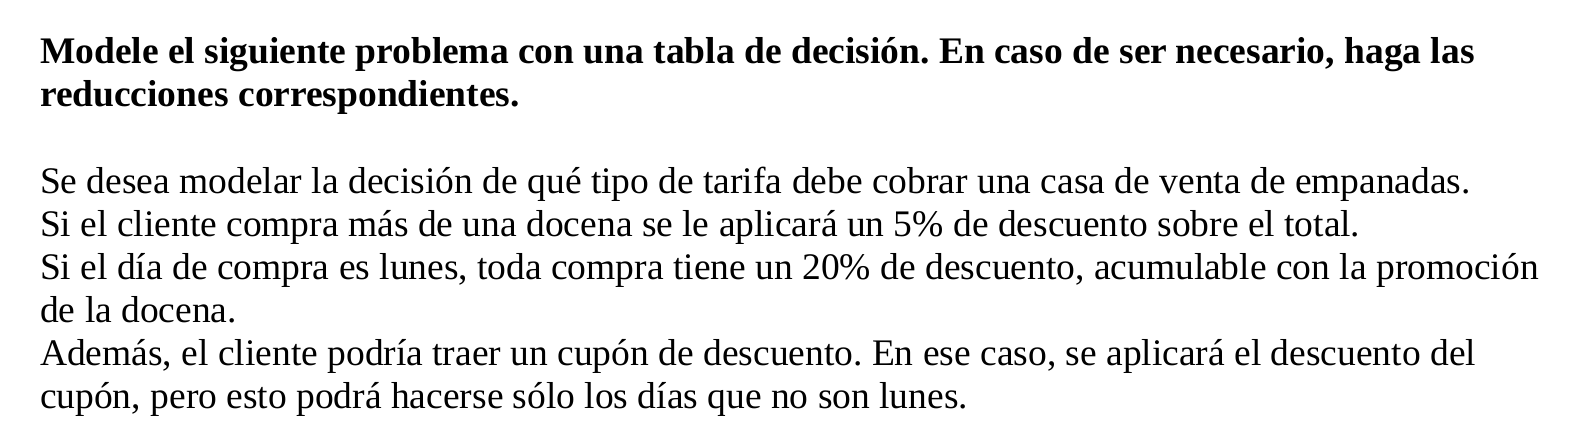 Modele el siguiente problema con una tabla de decisión. En caso de ser necesario, haga las
reducciones correspondientes.
Se desea modelar la decisión de qué tipo de tarifa debe cobrar una casa de venta de empanadas.
Si el cliente compra más de una docena se le aplicará un 5% de descuento sobre el total.
Si el día de compra es lunes, toda compra tiene un 20% de descuento, acumulable con la promoción
de la docena.
Además, el cliente podría traer un cupón de descuento. En ese caso, se aplicará el descuento del
cupón, pero esto podrá hacerse sólo los días que no son lunes.